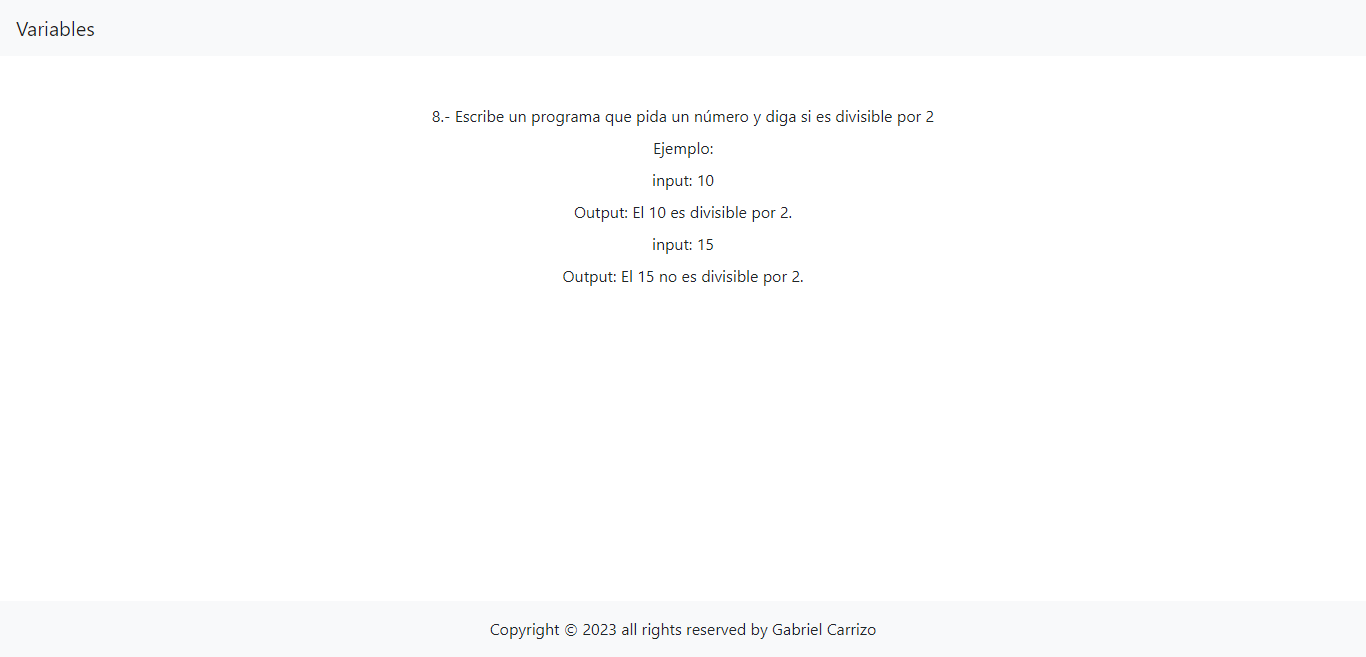 Variables
8.- Escribe un programa que pida un número y diga si es divisible por 2
Ejemplo:
input: 10
Output: El 10 es divisible por 2.
input: 15
Output: El 15 no es divisible por 2.
Copyright © 2023 all rights reserved by Gabriel Carrizo